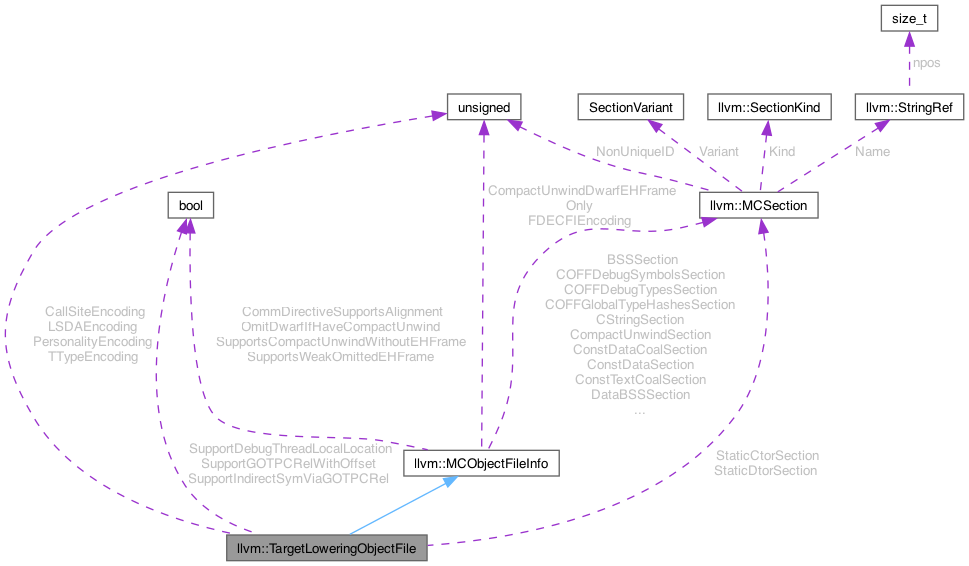 size_t
npos
unsigned
SectionVariant
llvm::SectionKind
llvm::StringRef
NonUniqueID
Variant
Kind
Name
CompactUnwindDwarfEHFrame
Only
FDECFIEncoding
bool
llvm::MCSection
BSSSection
COFFDebugSymbolsSection
COFFDebugTypesSection
COFFGlobalTypeHashesSection
CStringSection
CompactUnwindSection
ConstDataCoalSection
ConstDataSection
ConstTextCoalSection
DataBSSSection
...
CallSiteEncoding
LSDAEncoding
PersonalityEncoding
TTypeEncoding
CommDirectiveSupportsAlignment
OmitDwarfIfHaveCompactUnwind
SupportsCompactUnwindWithoutEHFrame
SupportsWeakOmittedEHFrame
SupportDebugThreadLocalLocation
SupportGOTPCRelWithOffset
SupportIndirectSymViaGOTPCRel
llvm::MCObjectFileInfo
StaticCtorSection
StaticDtorSection
llvm::TargetLoweringObjectFile